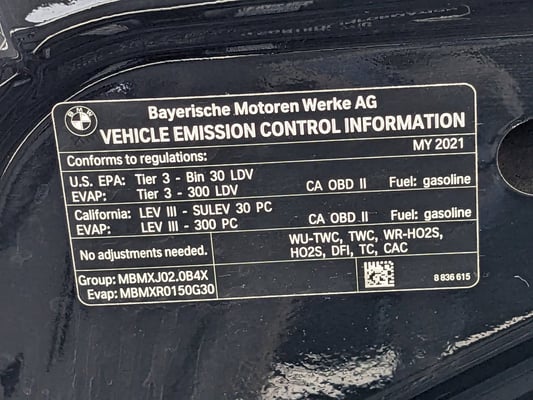 BMW
Bayerische Motoren Werke AG
VEHICLE EMISSION CONTROL INFORMATION
Conforms to regulations: MY 2021
U.S. EPA: Tier 3 - Bin 30 LDV CA OBD II Fuel: gasoline
EVAP: Tier 3 - 300 LDV
California: LEV III - SULEV 30 PC CA OBD II Fuel: gasoline
EVAP: LEV III - 300 PC
No adjustments needed. WU-TWC, TWC, WR-HO2S,
HO2S, DFI, TC, CAC
Group: MBMXJ02.0B4X
Evap: MBMXR0150G30 8 836 615